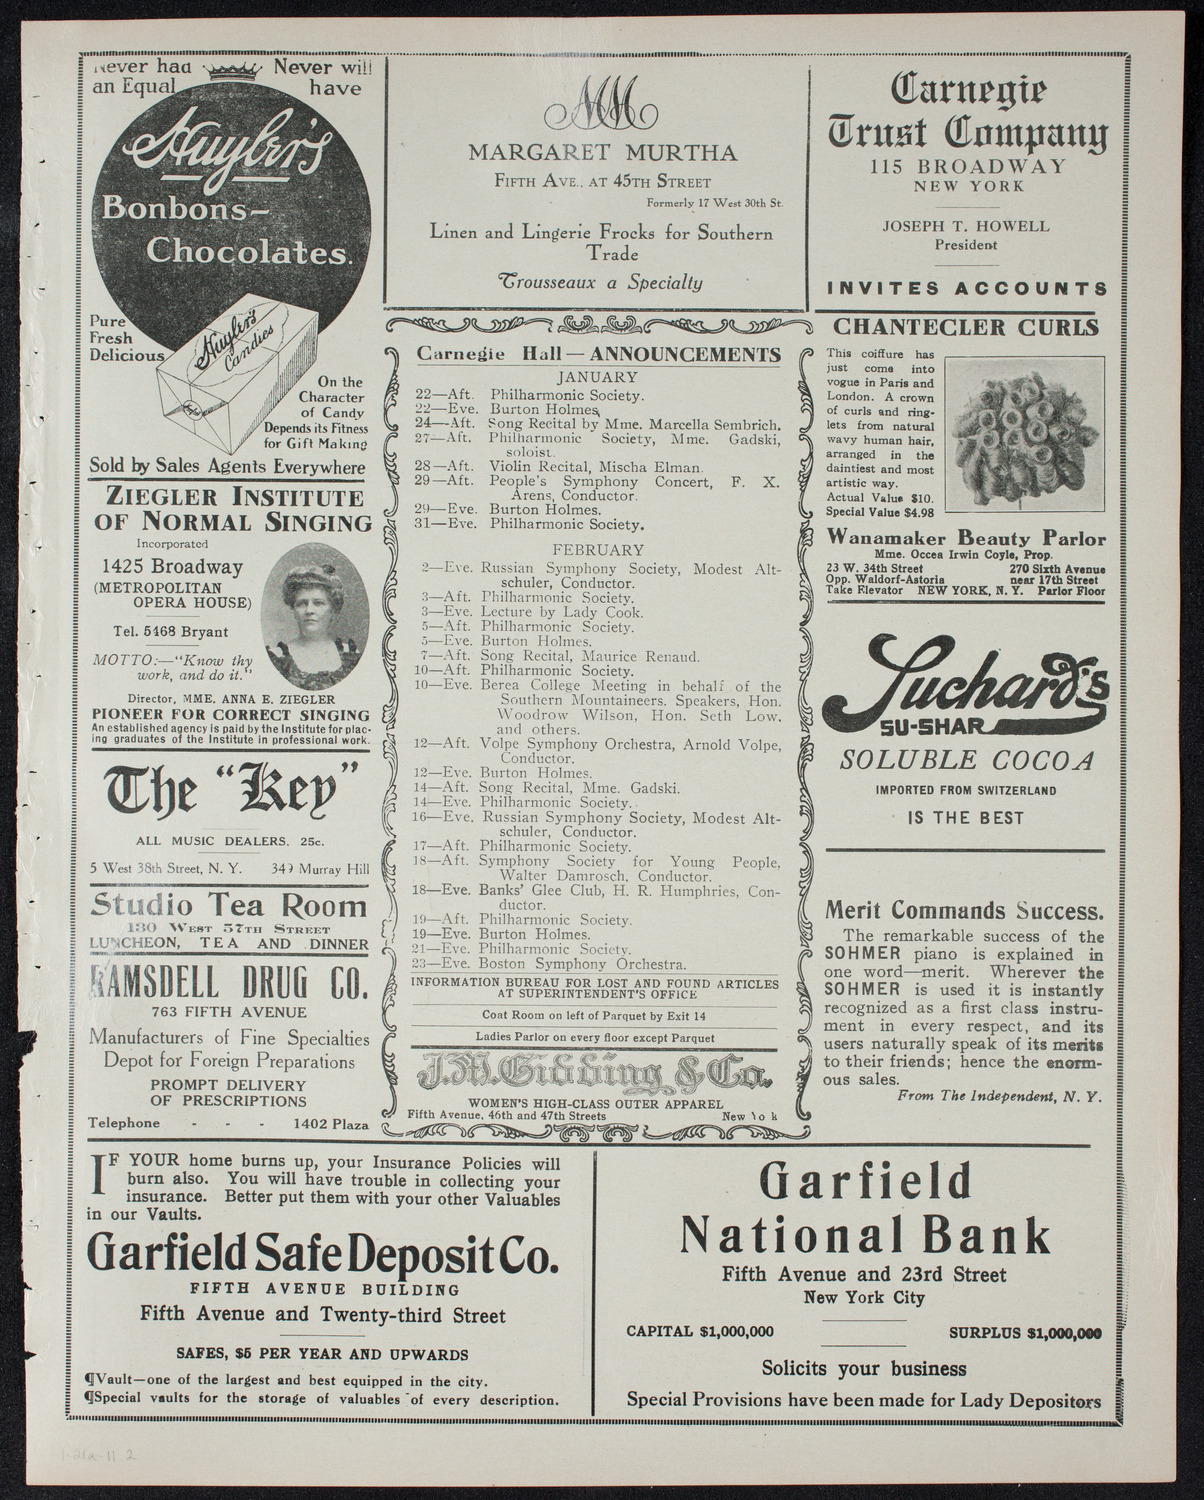 Never had
an Equal
Never will
have
Huyler's
Bonbons-
Chocolates.
Pure
Fresh
Delicious
Huyler's
Candies
On the
Character
of Candy
Depends its Fitness
for Gift Making
Sold by Sales Agents Everywhere
ZIEGLER INSTITUTE
OF NORMAL SINGING
Incorporated
1425 Broadway
(METROPOLITAN
OPERA HOUSE)
Tel. 5468 Bryant
MOTTO:—"Know thy
work, and do it."
Director, MME. ANNA E. ZIEGLER
PIONEER FOR CORRECT SINGING
An established agency is paid by the Institute for plac-
ing graduates of the Institute in professional work.
The "Key"
ALL MUSIC DEALERS. 25c.
5 West 38th Street, N. Y. 349 Murray Hill
Studio Tea Room
130 WEST 57TH STREET
LUNCHEON, TEA AND DINNER
RAMSDELL DRUG CO.
763 FIFTH AVENUE
Manufacturers of Fine Specialties
Depot for Foreign Preparations
PROMPT DELIVERY
OF PRESCRIPTIONS
Telephone - - - 1402 Plaza
MM
MARGARET MURTHA
FIFTH AVE., AT 45TH STREET
Formerly 17 West 30th St.
Linen and Lingerie Frocks for Southern
Trade
Trousseaux a Specialty
Carnegie Hall—ANNOUNCEMENTS
JANUARY
22—Aft. Philharmonic Society.
22—Eve. Burton Holmes.
24—Aft. Song Recital by Mme. Marcella Sembrich.
27—Aft. Philharmonic Society, Mme. Gadski,
soloist.
28—Aft. Violin Recital, Mischa Elman.
29—Aft. People's Symphony Concert, F. X.
Arens, Conductor.
29—Eve. Burton Holmes.
31—Eve. Philharmonic Society.
FEBRUARY
2—Eve. Russian Symphony Society, Modest Alt-
schuler, Conductor.
3—Aft. Philharmonic Society.
3—Eve. Lecture by Lady Cook.
5—Aft. Philharmonic Society.
5—Eve. Burton Holmes.
7—Aft. Song Recital, Maurice Renaud.
10—Aft. Philharmonic Society.
10—Eve. Berea College Meeting in behalf of the
Southern Mountaineers. Speakers, Hon.
Woodrow Wilson, Hon. Seth Low,
and others.
12—Aft. Volpe Symphony Orchestra, Arnold Volpe,
Conductor.
12—Eve. Burton Holmes.
14—Aft. Song Recital, Mme. Gadski.
14—Eve. Philharmonic Society.
16—Eve. Russian Symphony Society, Modest Alt-
schuler, Conductor.
17—Aft. Philharmonic Society.
18—Aft. Symphony Society for Young People,
Walter Damrosch, Conductor.
18—Eve. Banks' Glee Club, H. R. Humphries, Con-
ductor.
19—Aft. Philharmonic Society.
19—Eve. Burton Holmes.
21—Eve. Philharmonic Society.
23—Eve. Boston Symphony Orchestra.
INFORMATION BUREAU FOR LOST AND FOUND ARTICLES
AT SUPERINTENDENT'S OFFICE
Coat Room on left of Parquet by Exit 14
Ladies Parlor on every floor except Parquet
J.M. Gidding & Co.
WOMEN'S HIGH-CLASS OUTER APPAREL
Fifth Avenue, 46th and 47th Streets New Yo k
Carnegie
Trust Company
115 BROADWAY
NEW YORK
JOSEPH T. HOWELL
President
INVITES ACCOUNTS
CHANTECLER CURLS
This coiffure has
just come into
vogue in Paris and
London. A crown
of curls and ring-
lets from natural
wavy human hair,
arranged in the
daintiest and most
artistic way.
Actual Value $10.
Special Value $4.98
Wanamaker Beauty Parlor
Mme. Occea Irwin Coyle, Prop.
23 W. 34th Street 270 Sixth Avenue
Opp. Waldorf-Astoria near 17th Street
Take Elevator NEW YORK, N. Y. Parlor Floor
Suchard's
SU-SHAR
SOLUBLE COCOA
IMPORTED FROM SWITZERLAND
IS THE BEST
Merit Commands Success.
The remarkable success of the
SOHMER piano is explained in
one word—merit. Wherever the
SOHMER is used it is instantly
recognized as a first class instru-
ment in every respect, and its
users naturally speak of its merits
to their friends; hence the enorm-
ous sales.
From The Independent, N. Y.
IF YOUR home burns up, your Insurance Policies will
burn also. You will have trouble in collecting your
insurance. Better put them with your other Valuables
in our Vaults.
Garfield Safe Deposit Co.
FIFTH AVENUE BUILDING
Fifth Avenue and Twenty-third Street
SAFES, $5 PER YEAR AND UPWARDS
¶Vault—one of the largest and best equipped in the city.
¶Special vaults for the storage of valuables of every description.
Garfield
National Bank
Fifth Avenue and 23rd Street
New York City
CAPITAL $1,000,000 SURPLUS $1,000,000
Solicits your business
Special Provisions have been made for Lady Depositors
1-21a-11 2